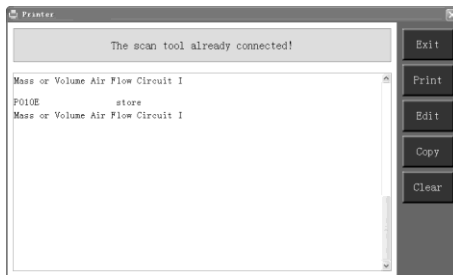 Printer
The scan tool already connected!
Mass or Volume Air Flow Circuit I
P010E store
Mass or Volume Air Flow Circuit I
Exit
Print
Edit
Copy
Clear